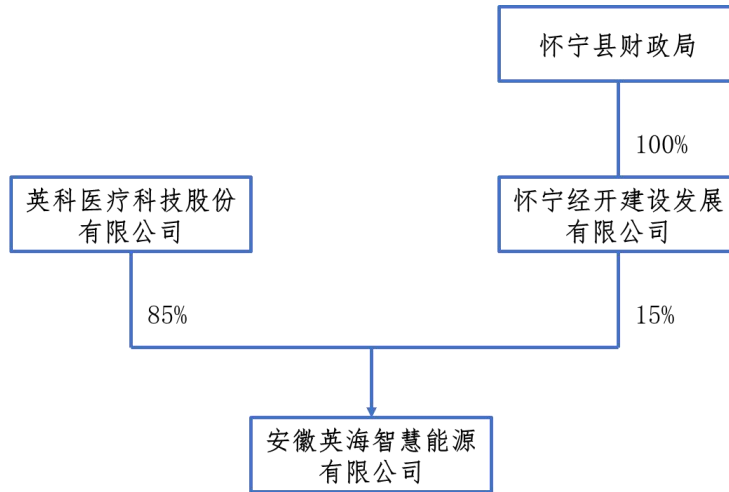 怀宁县财政局
100%
英科医疗科技股份
有限公司
怀宁经开建设发展
有限公司
85%
15%
安徽英海智慧能源
有限公司